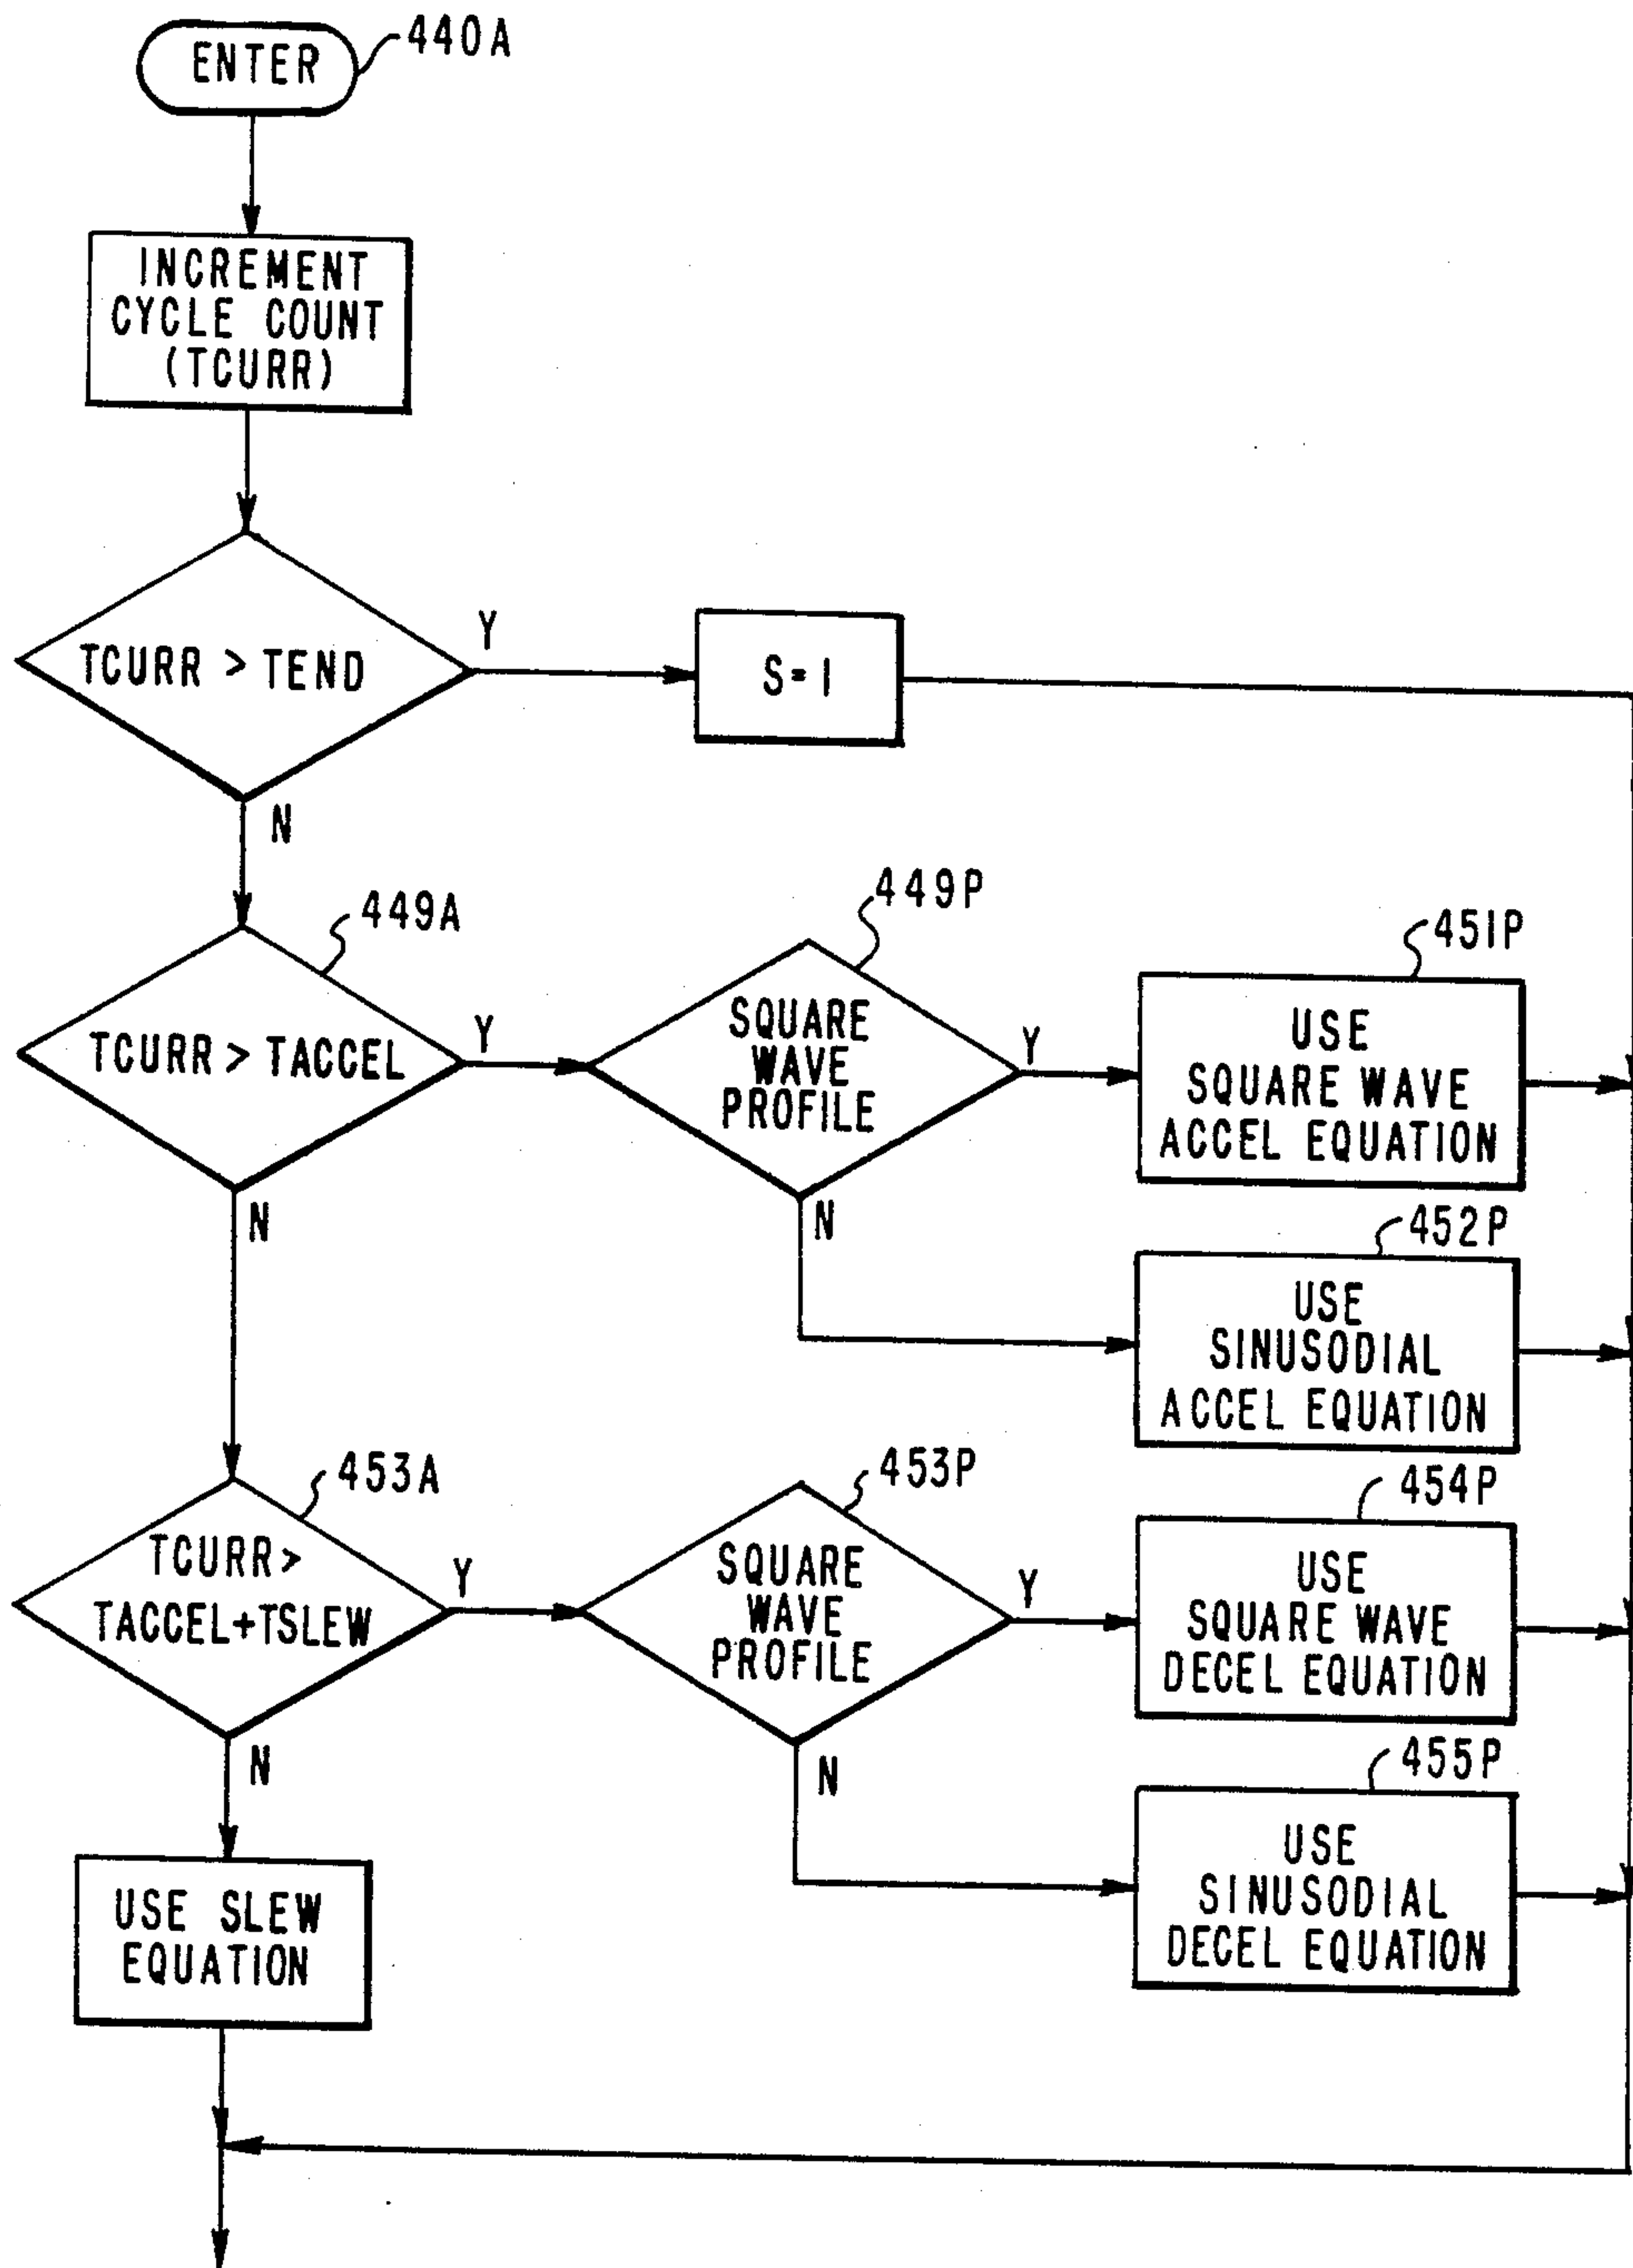 ENTER
440A
INCREMENT
CYCLE COUNT
(TCURR)
TCURR > TEND
Y
S=1
N
449A
TCURR > TACCEL
Y
449P
SQUARE
WAVE
PROFILE
Y
451P
USE
SQUARE WAVE
ACCEL EQUATION
N
N
452P
USE
SINUSODIAL
ACCEL EQUATION
453A
TCURR>
TACCEL+TSLEW
Y
453P
SQUARE
WAVE
PROFILE
Y
454P
USE
SQUARE WAVE
DECEL EQUATION
N
N
455P
USE
SINUSODIAL
DECEL EQUATION
USE SLEW
EQUATION